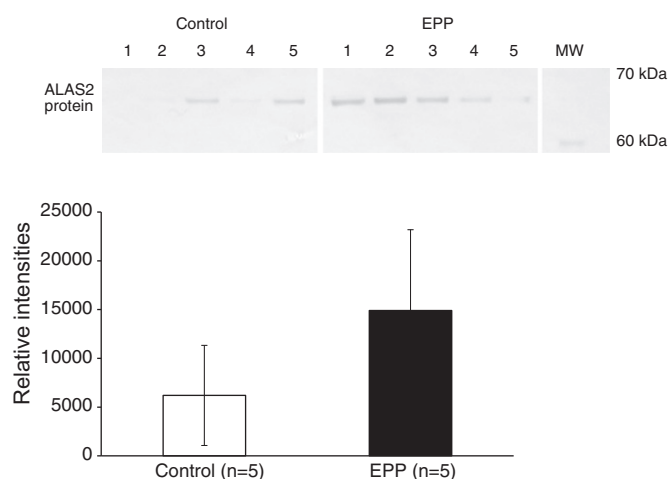 Control EPP
1 2 3 4 5 1 2 3 4 5 MW
ALAS2
protein
70 kDa
60 kDa
Relative intensities
25000
20000
15000
10000
5000
0
Control (n=5) EPP (n=5)